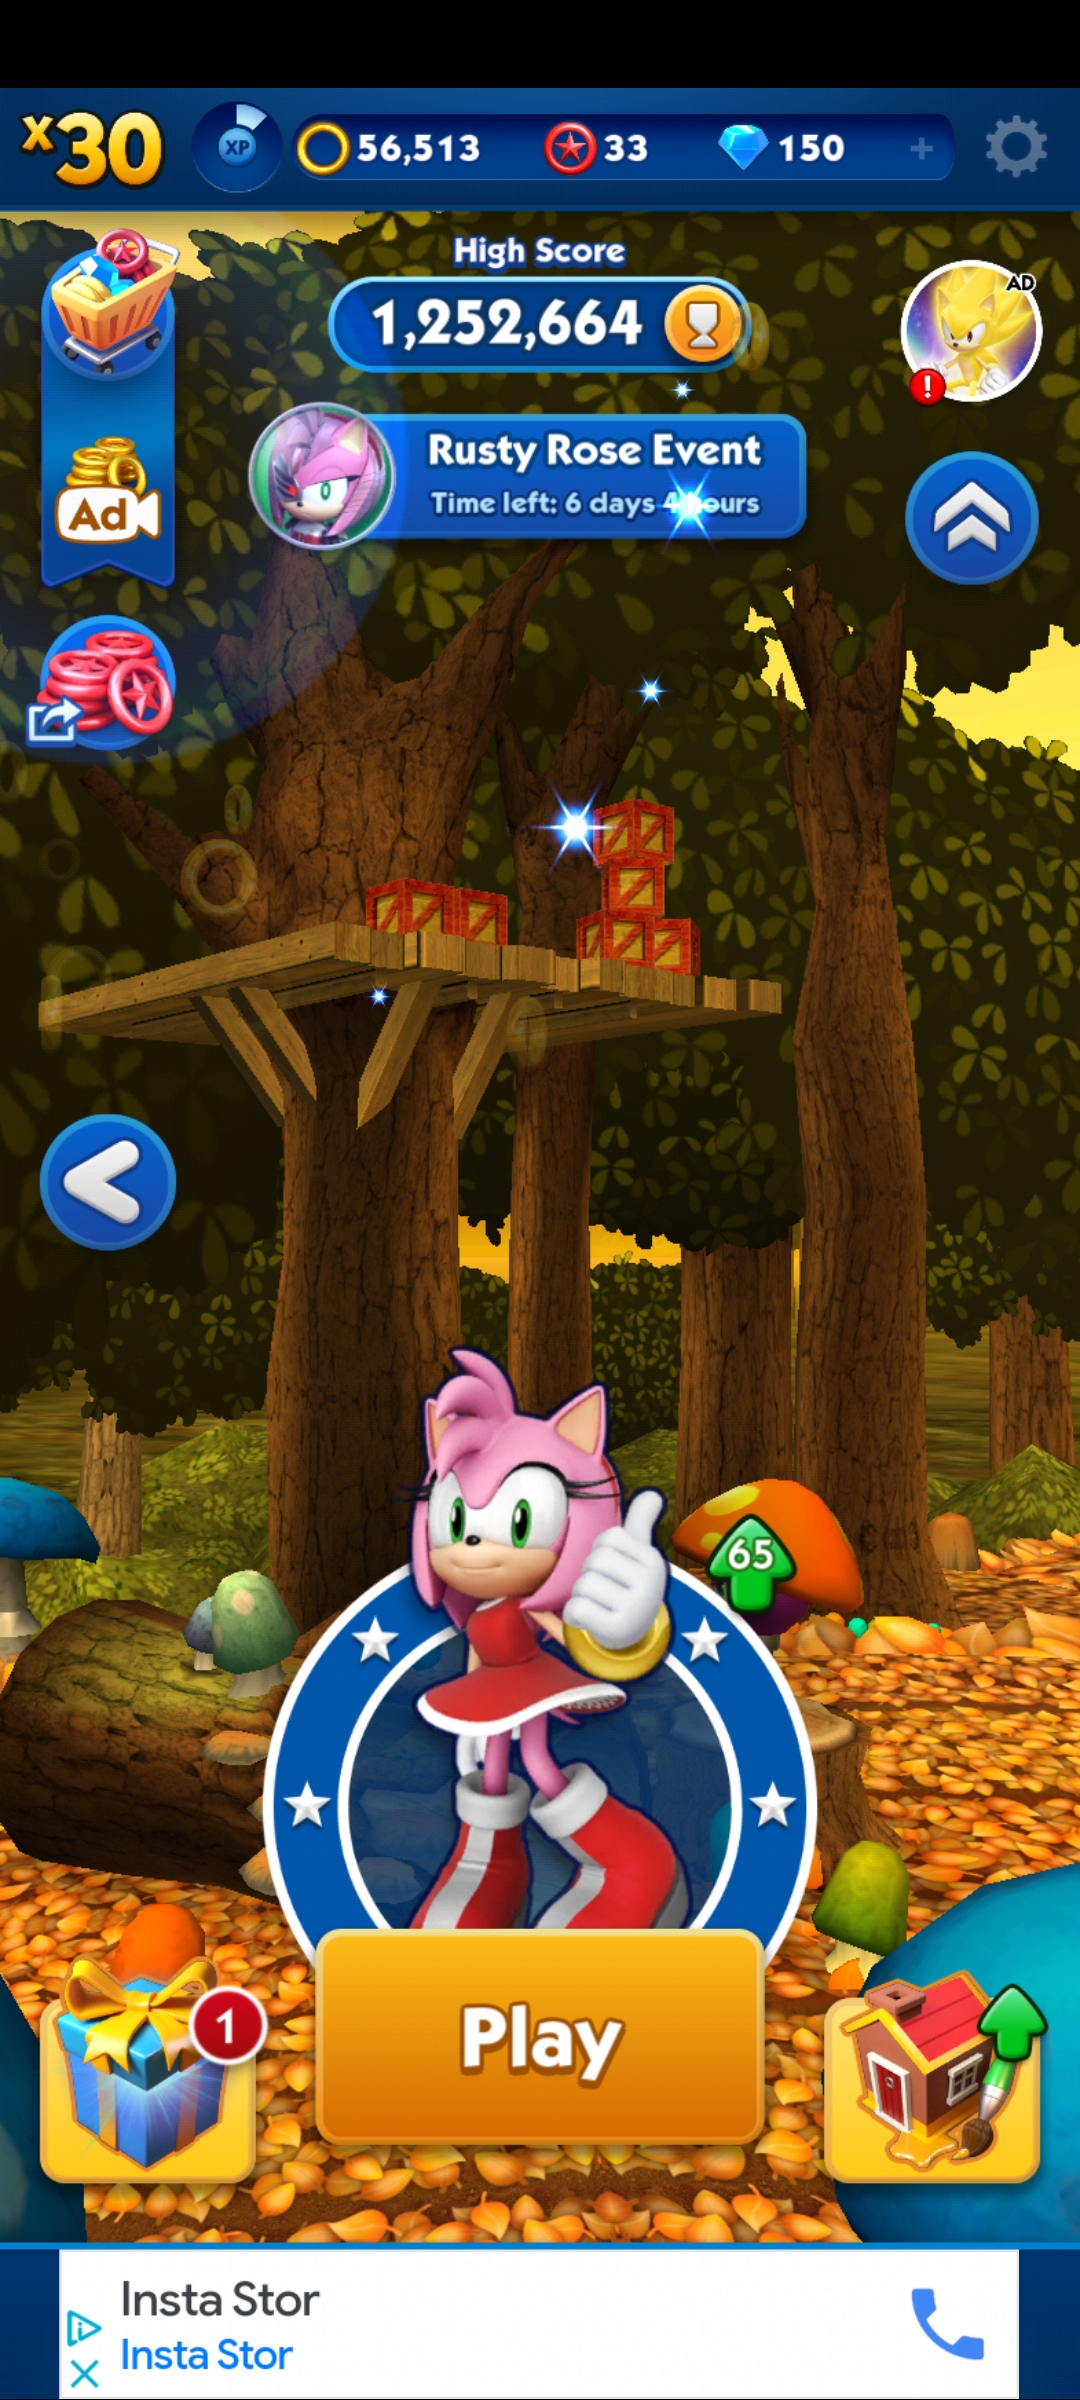 x30
XP
56,513
33
150
High Score
1,252,664
AD
!
Rusty Rose Event
Time left: 6 days 4 hours
Ad
65
1
Play
Insta Stor
Insta Stor